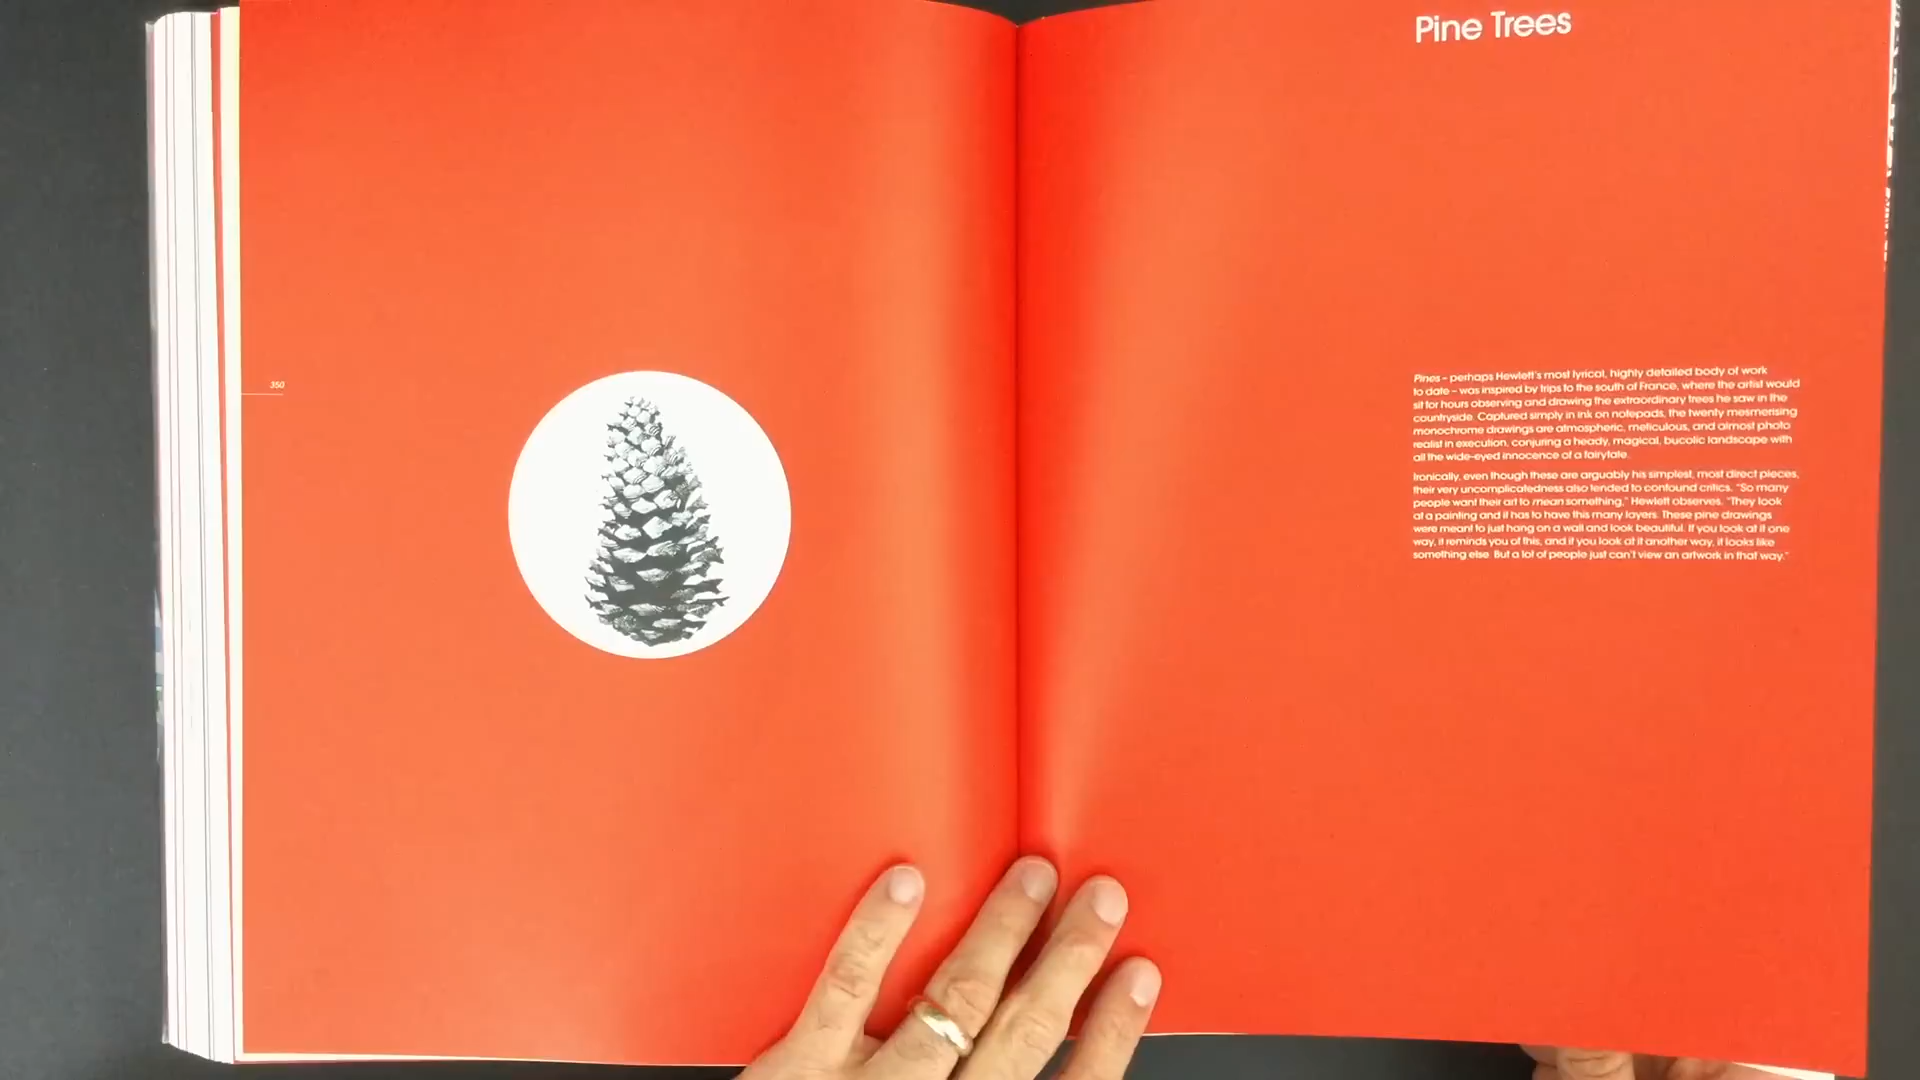 Pine Trees
350
Pines – perhaps Hewlett's most lyrical, highly detailed body of work
to date – was inspired by trips to the south of France, where the artist would
sit for hours observing and drawing the extraordinary trees he saw in the
countryside. Captured simply in ink on notepads, the twenty mesmerising
monochrome drawings are atmospheric, meticulous, and almost photo
realist in execution, conjuring a heady, magical, bucolic landscape with
all the wide-eyed innocence of a fairytale.
Ironically, even though these are arguably his simplest, most direct pieces,
their very uncomplicatedness also tended to confound critics. “So many
people want their art to mean something,” Hewlett observes. “They look
at a painting and it has to have this many layers. These pine drawings
were meant to just hang on a wall and look beautiful. If you look at it one
way, it reminds you of this, and if you look at it another way, it looks like
something else. But a lot of people just can't view an artwork in that way.”